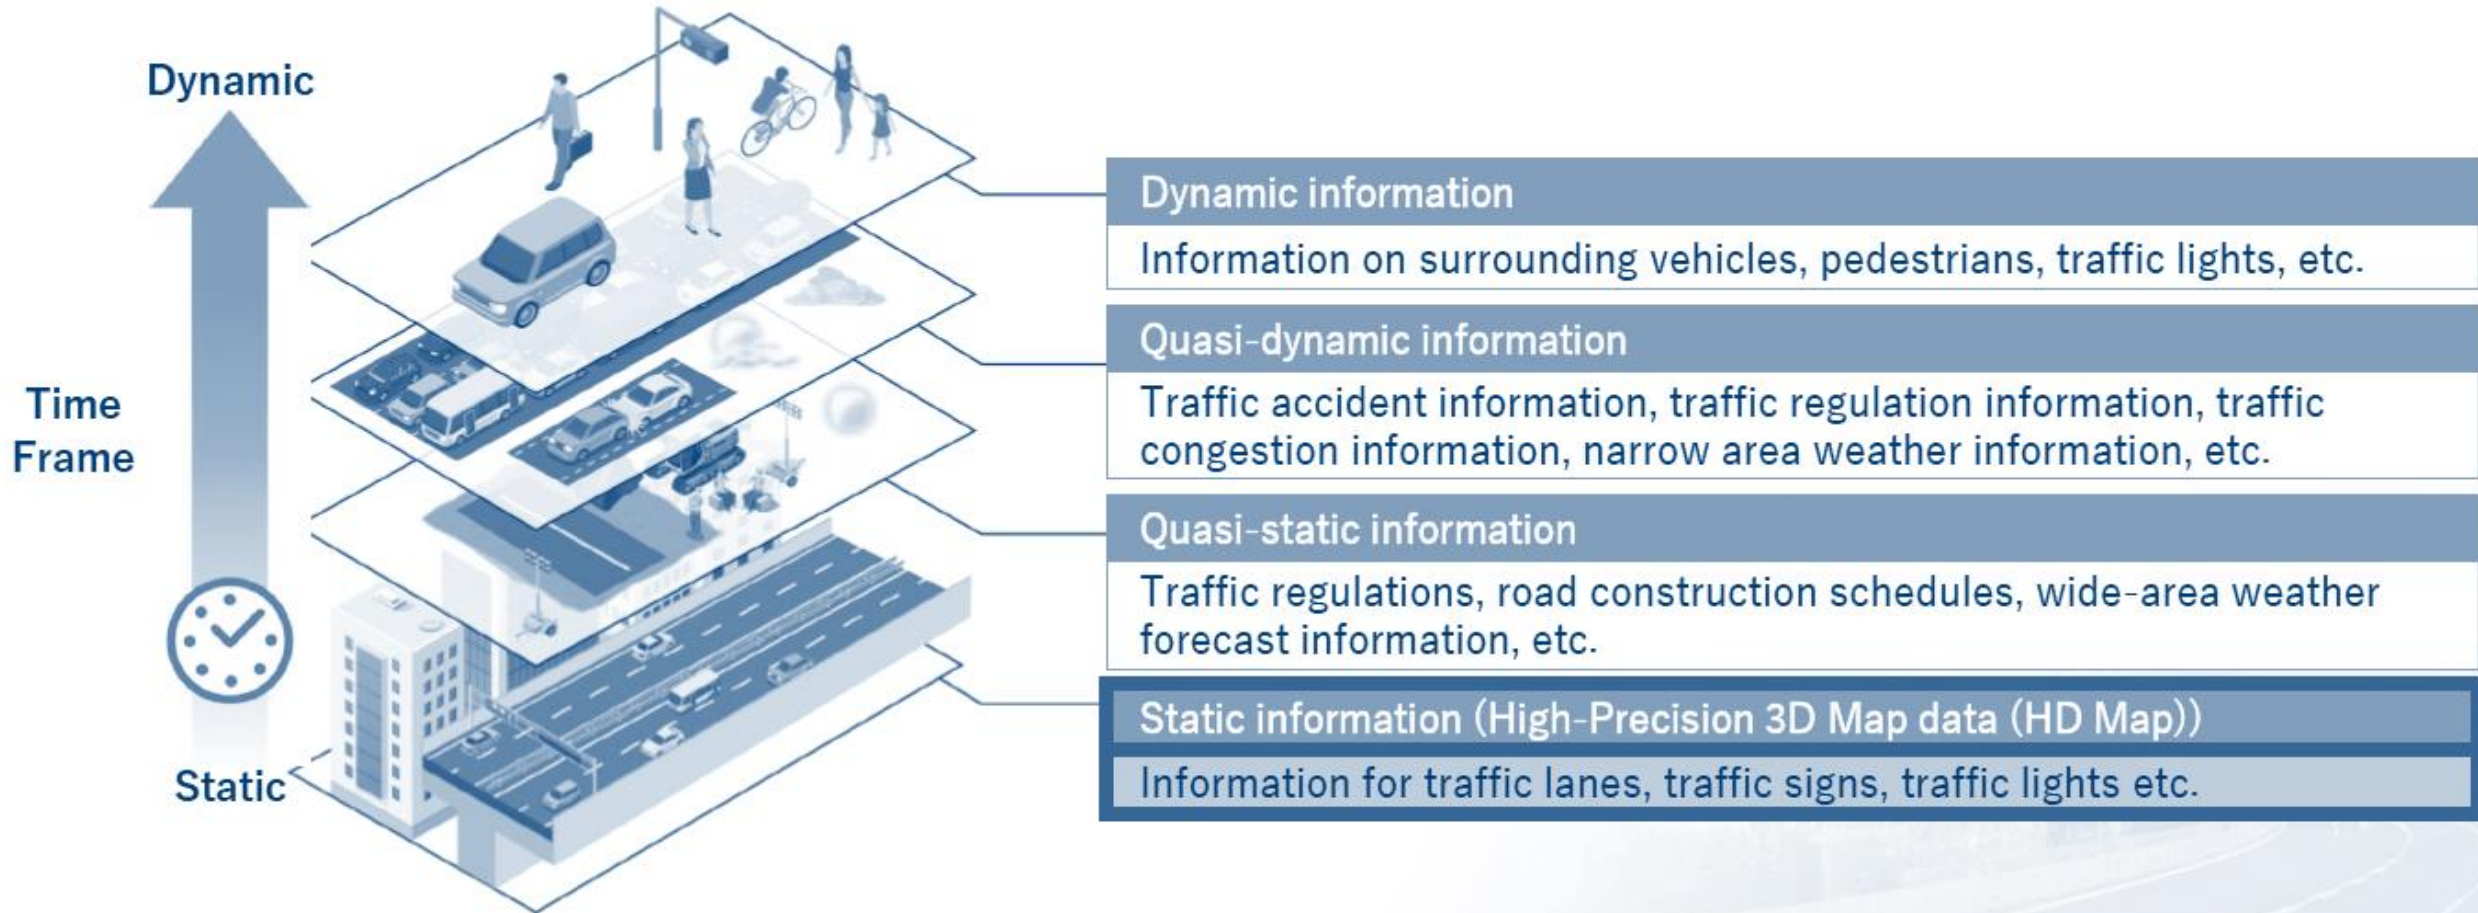 Dynamic
Time
Frame
Static
Dynamic information
Information on surrounding vehicles, pedestrians, traffic lights, etc.
Quasi-dynamic information
Traffic accident information, traffic regulation information, traffic
congestion information, narrow area weather information, etc.
Quasi-static information
Traffic regulations, road construction schedules, wide-area weather
forecast information, etc.
Static information (High-Precision 3D Map data (HD Map))
Information for traffic lanes, traffic signs, traffic lights etc.